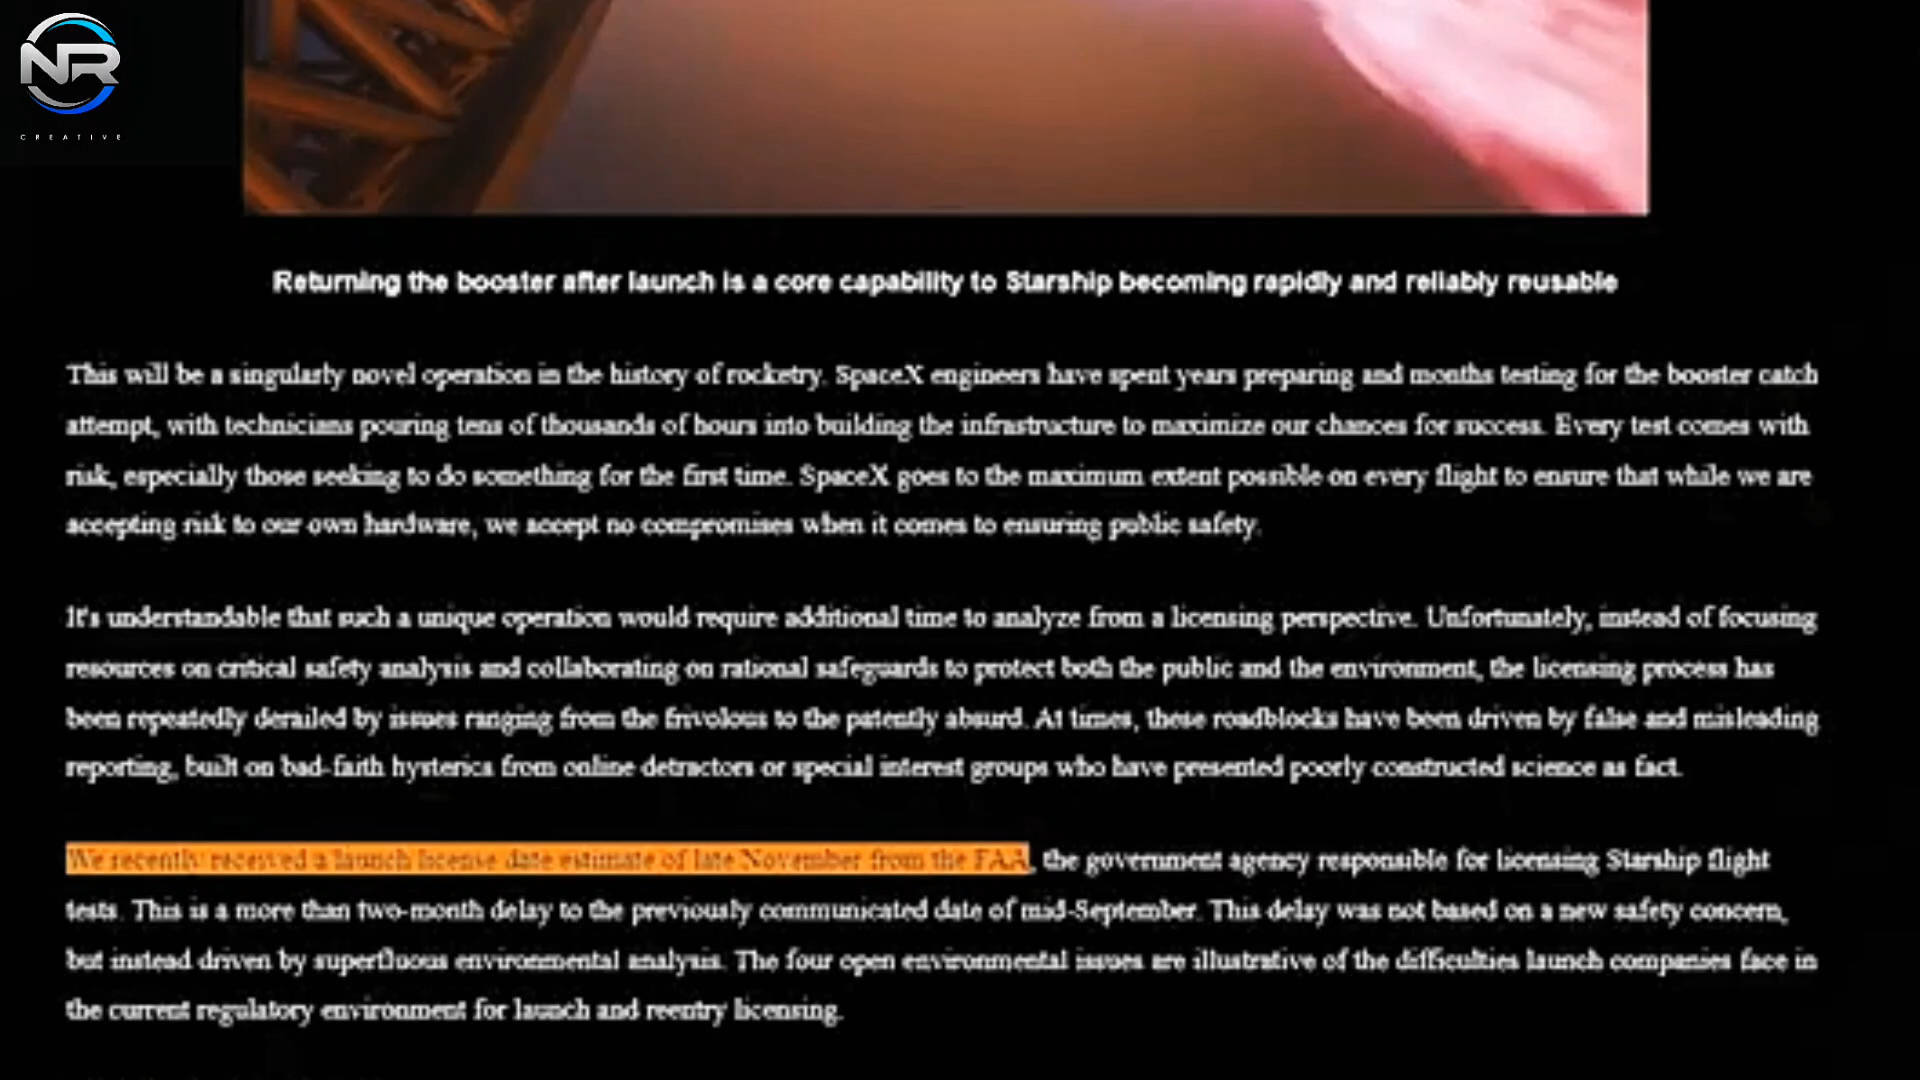 NR
CREATIVE
Returning the booster after launch is a core capability to Starship becoming rapidly and reliably reusable
This will be a singularly novel operation in the history of rocketry. SpaceX engineers have spent years preparing and months testing for the booster catch
attempt, with technicians pouring tens of thousands of hours into building the infrastructure to maximize our chances for success. Every test comes with
risk, especially those seeking to do something for the first time. SpaceX goes to the maximum extent possible on every flight to ensure that while we are
accepting risk to our own hardware, we accept no compromises when it comes to ensuring public safety.
It's understandable that such a unique operation would require additional time to analyze from a licensing perspective. Unfortunately, instead of focusing
resources on critical safety analysis and collaborating on rational safeguards to protect both the public and the environment, the licensing process has
been repeatedly derailed by issues ranging from the frivolous to the patently absurd. At times, these roadblocks have been driven by false and misleading
reporting, built on bad-faith hysterics from online detractors or special interest groups who have presented poorly constructed science as fact.
We recently received a launch license date estimate of late November from the FAA, the government agency responsible for licensing Starship flight
tests. This is a more than two-month delay to the previously communicated date of mid-September. This delay was not based on a new safety concern,
but instead driven by superfluous environmental analysis. The four open environmental issues are illustrative of the difficulties launch companies face in
the current regulatory environment for launch and reentry licensing.